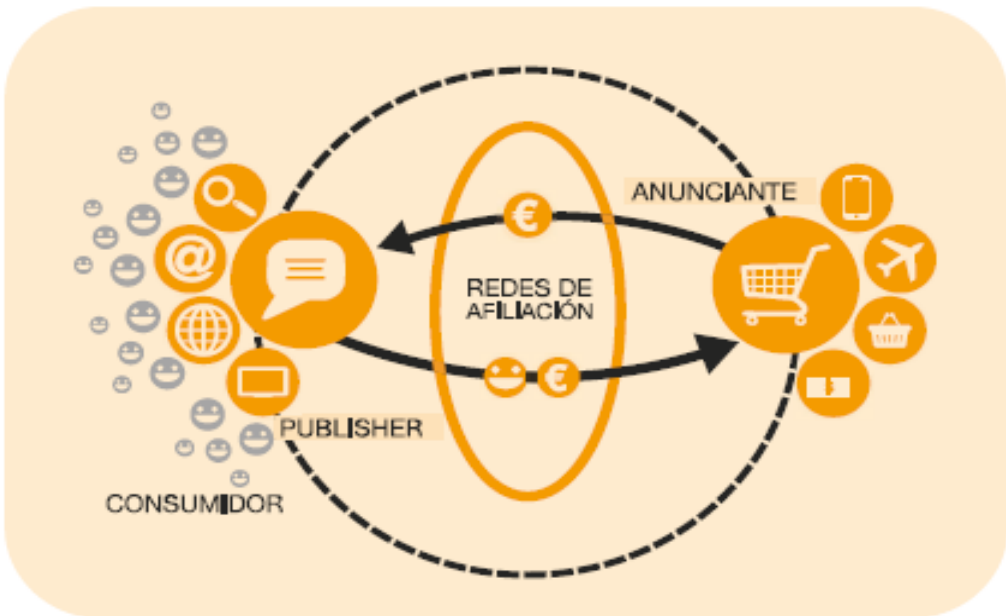 ANUNCIANTE
€
REDES DE
AFILIACIÓN
@
€
PUBLISHER
CONSUMIDOR